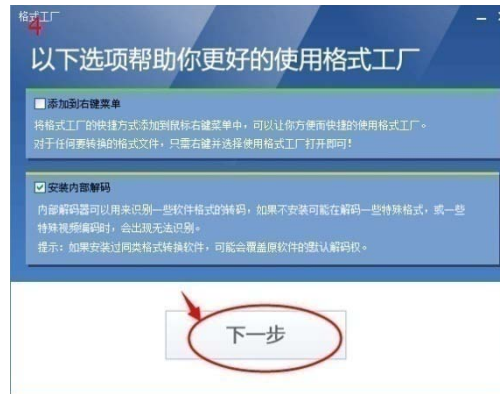 格式工厂
4
以下选项帮助你更好的使用格式工厂
添加到右键菜单
将格式工厂的快捷方式添加到鼠标右键菜单中，可以让你方便而快捷的使用格式工厂。
对于任何要转换的格式文件，只需右键并选择使用格式工厂打开即可！
安装内部解码
内部解码器可以用来识别一些软件格式的转码，如果不安装可能在解码一些特殊格式，或一些
特殊视频编码时，会出现无法识别。
提示：如果安装过同类格式转换软件，可能会覆盖原软件的默认解码权。
下一步